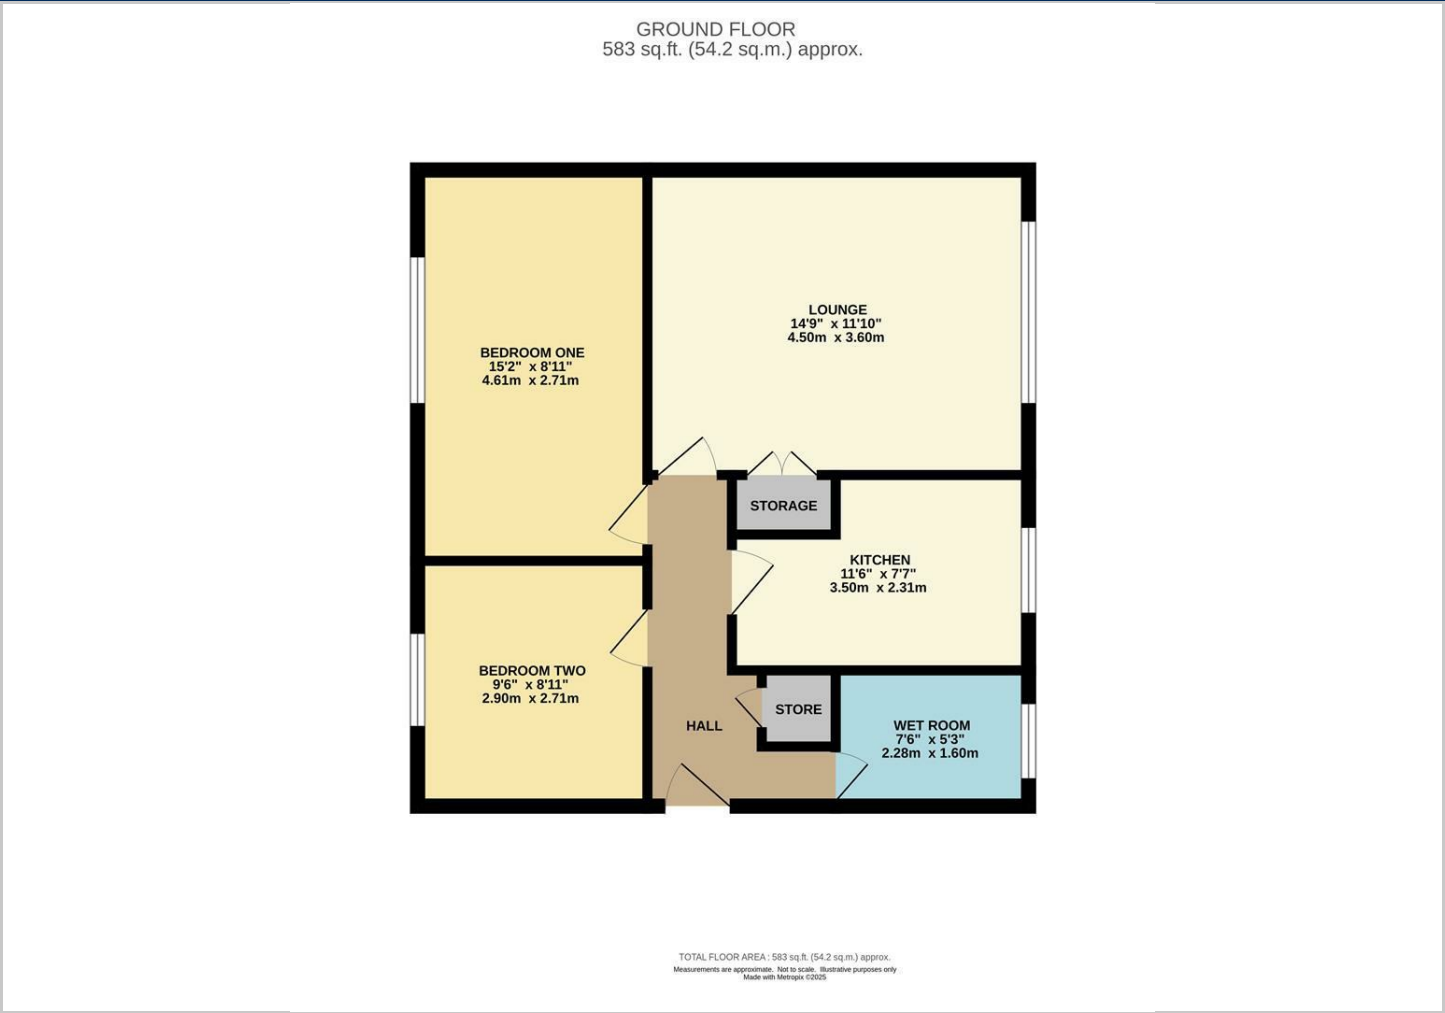 GROUND FLOOR
583 sq.ft. (54.2 sq.m.) approx.
LOUNGE
14'9" x 11'10"
4.50m x 3.60m
BEDROOM ONE
15'2" x 8'11"
4.61m x 2.71m
STORAGE
KITCHEN
11'6" x 7'7"
3.50m x 2.31m
BEDROOM TWO
9'6" x 8'11"
2.90m x 2.71m
HALL
STORE
WET ROOM
7'6" x 5'3"
2.28m x 1.60m
TOTAL FLOOR AREA : 583 sq.ft. (54.2 sq.m.) approx.
Measurements are approximate. Not to scale. Illustrative purposes only
Made with Metropix ©2025